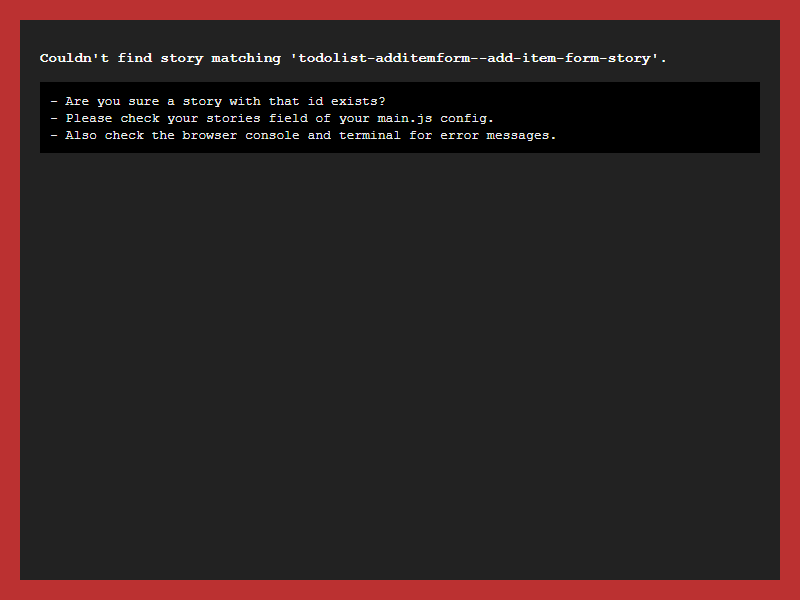 Couldn't find story matching 'todolist-additemform--add-item-form-story'.
- Are you sure a story with that id exists?
- Please check your stories field of your main.js config.
- Also check the browser console and terminal for error messages.